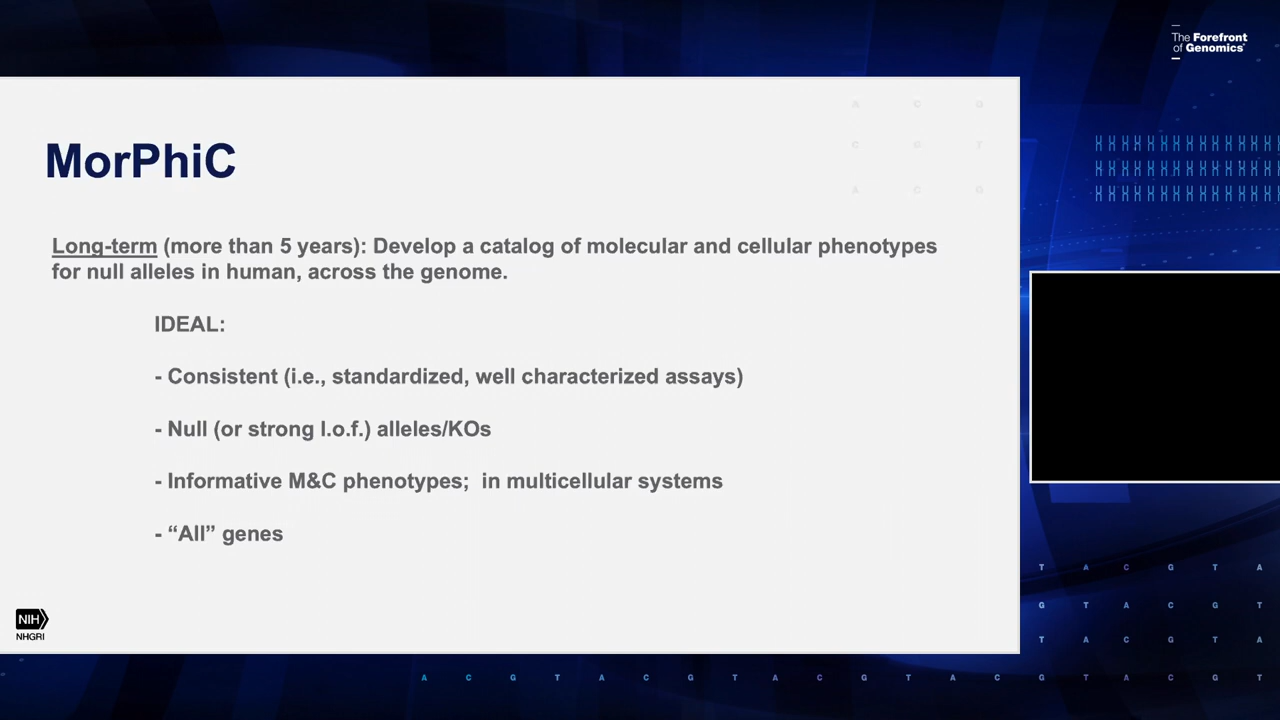 The Forefront
of Genomics®
A C G
C G T
A C G
MorPhiC
Long-term (more than 5 years): Develop a catalog of molecular and cellular phenotypes
for null alleles in human, across the genome.
IDEAL:
- Consistent (i.e., standardized, well characterized assays)
- Null (or strong l.o.f.) alleles/KOs
- Informative M&C phenotypes;  in multicellular systems
- “All” genes
NIH
NHGRI
T A C G T A
G T A C G T
T A C G T A
A C G T A C G T A C G T A C G T A C G T